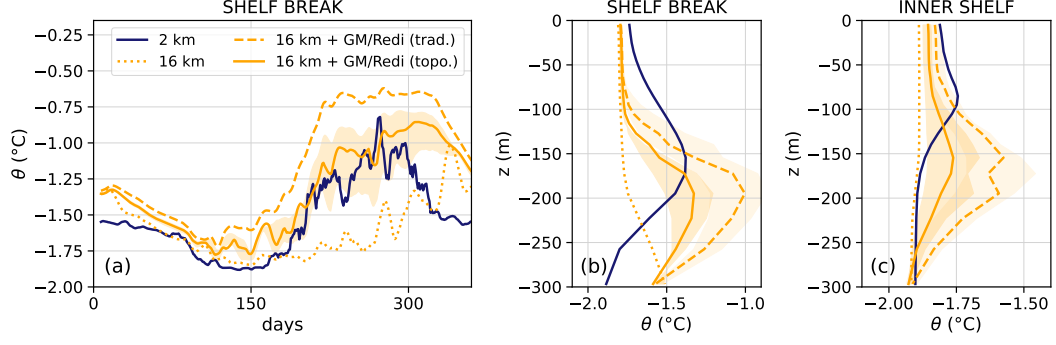 SHELF BREAK
−0.25
−0.50
−0.75
−1.00
−1.25
−1.50
−1.75
−2.00
θ (°C)
2 km
16 km
16 km + GM/Redi (trad.)
16 km + GM/Redi (topo.)
(a)
0
150
300
days
SHELF BREAK
0
−50
−100
−150
−200
−250
−300
z (m)
(b)
−2.0
−1.5
−1.0
θ (°C)
INNER SHELF
0
−50
−100
−150
−200
−250
−300
z (m)
(c)
−2.00
−1.75
−1.50
θ (°C)